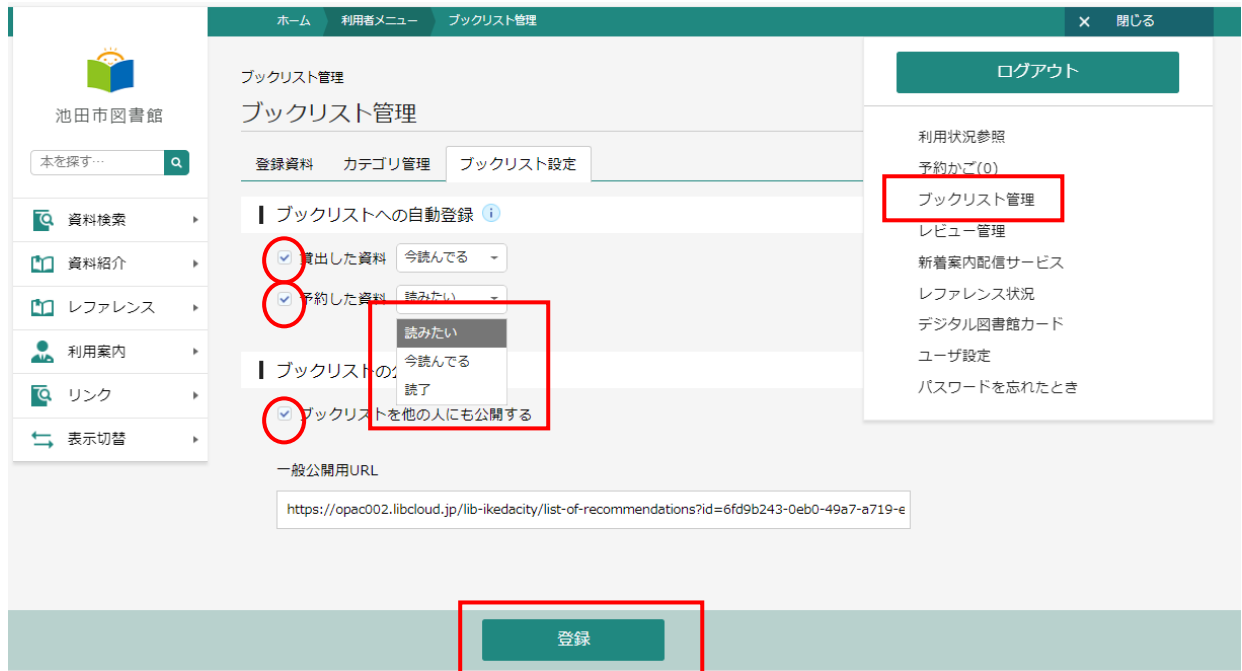 ホーム 利用者メニュー ブックリスト管理 × 閉じる
池田市図書館
本を探す…
資料検索
資料紹介
レファレンス
利用案内
リンク
表示切替
ブックリスト管理
ブックリスト管理
登録資料 カテゴリ管理 ブックリスト設定
ブックリストへの自動登録 i
貸出した資料 今読んでる
予約した資料 読みたい
読みたい
今読んでる
読了
ブックリストの
ブックリストを他の人にも公開する
一般公開用URL
https://opac002.libcloud.jp/lib-ikedacity/list-of-recommendations?id=6fd9b243-0eb0-49a7-a719-e
登録
ログアウト
利用状況参照
予約かご(0)
ブックリスト管理
レビュー管理
新着案内配信サービス
レファレンス状況
デジタル図書館カード
ユーザ設定
パスワードを忘れたとき